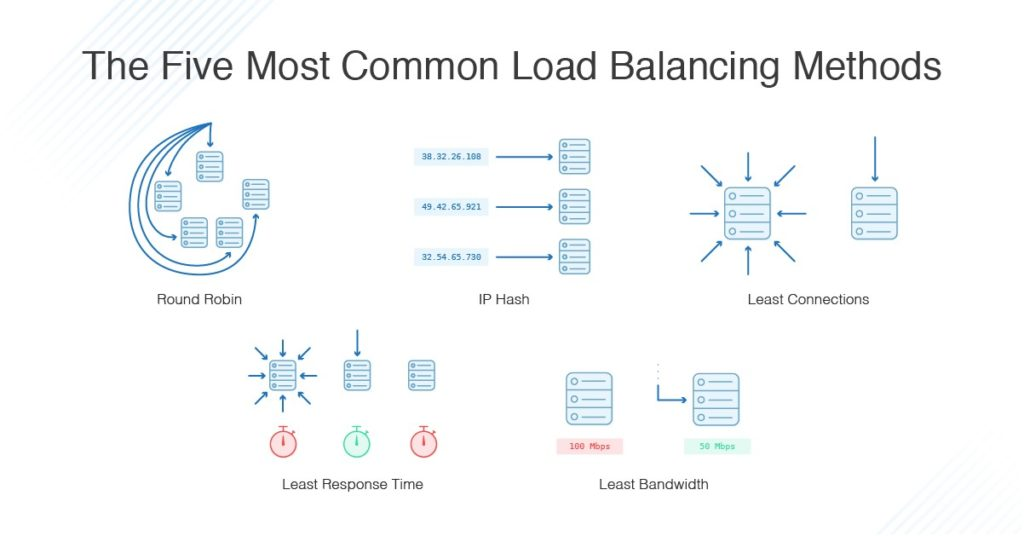 The Five Most Common Load Balancing Methods
38.32.26.108
49.42.65.921
32.54.65.730
Round Robin
IP Hash
Least Connections
100 Mbps
50 Mbps
Least Response Time
Least Bandwidth